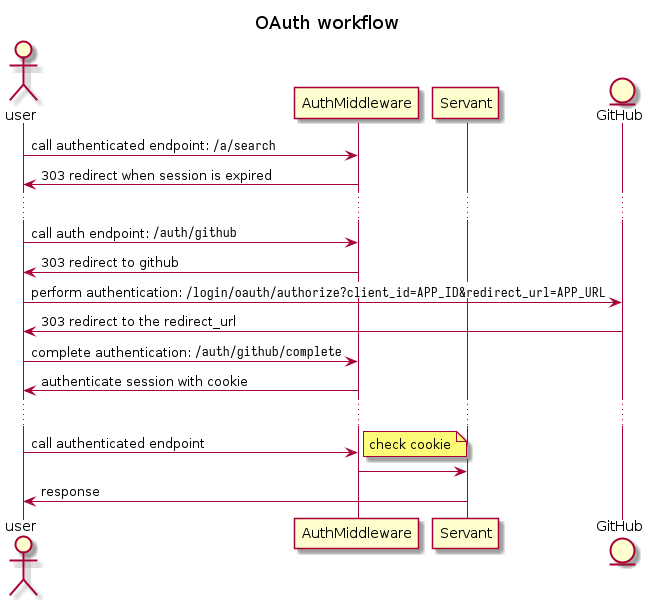 OAuth workflow
user
AuthMiddleware
Servant
GitHub
call authenticated endpoint: /a/search
303 redirect when session is expired
call auth endpoint: /auth/github
303 redirect to github
perform authentication: /login/oauth/authorize?client_id=APP_ID&redirect_url=APP_URL
303 redirect to the redirect_url
complete authentication: /auth/github/complete
authenticate session with cookie
call authenticated endpoint
check cookie
response
user
AuthMiddleware
Servant
GitHub